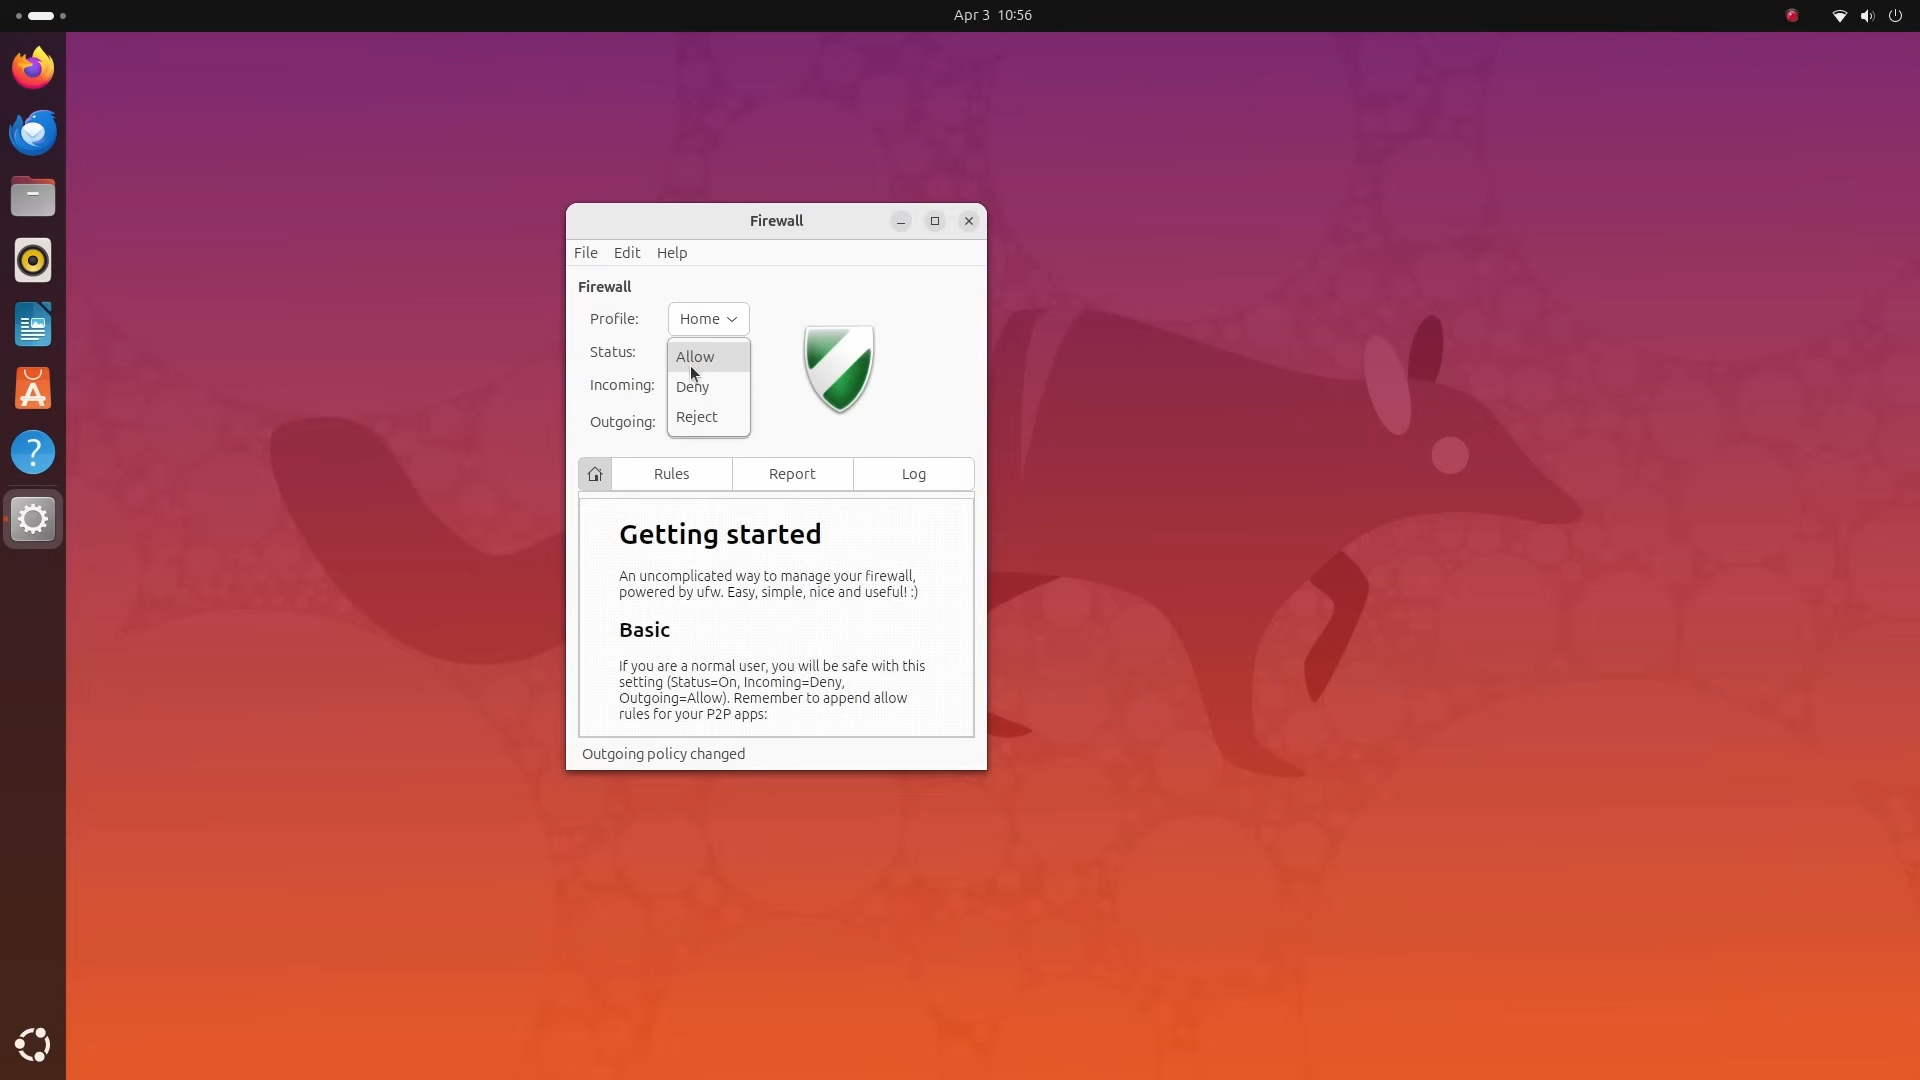 Apr 3 10:56
Firewall
File Edit Help
Firewall
Profile: Home
Status:
Allow
Incoming:
Deny
Reject
Outgoing:
Rules Report Log
Getting started
An uncomplicated way to manage your firewall,
powered by ufw. Easy, simple, nice and useful! :)
Basic
If you are a normal user, you will be safe with this
setting (Status=On, Incoming=Deny,
Outgoing=Allow). Remember to append allow
rules for your P2P apps:
Outgoing policy changed